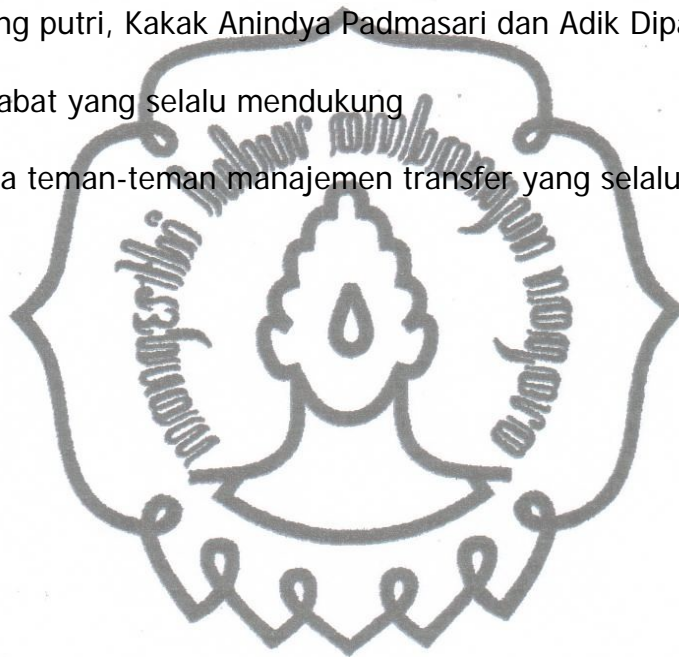 ng putri, Kakak Anindya Padmasari dan Adik Dipa
abat yang selalu mendukung
a teman-teman manajemen transfer yang selalu